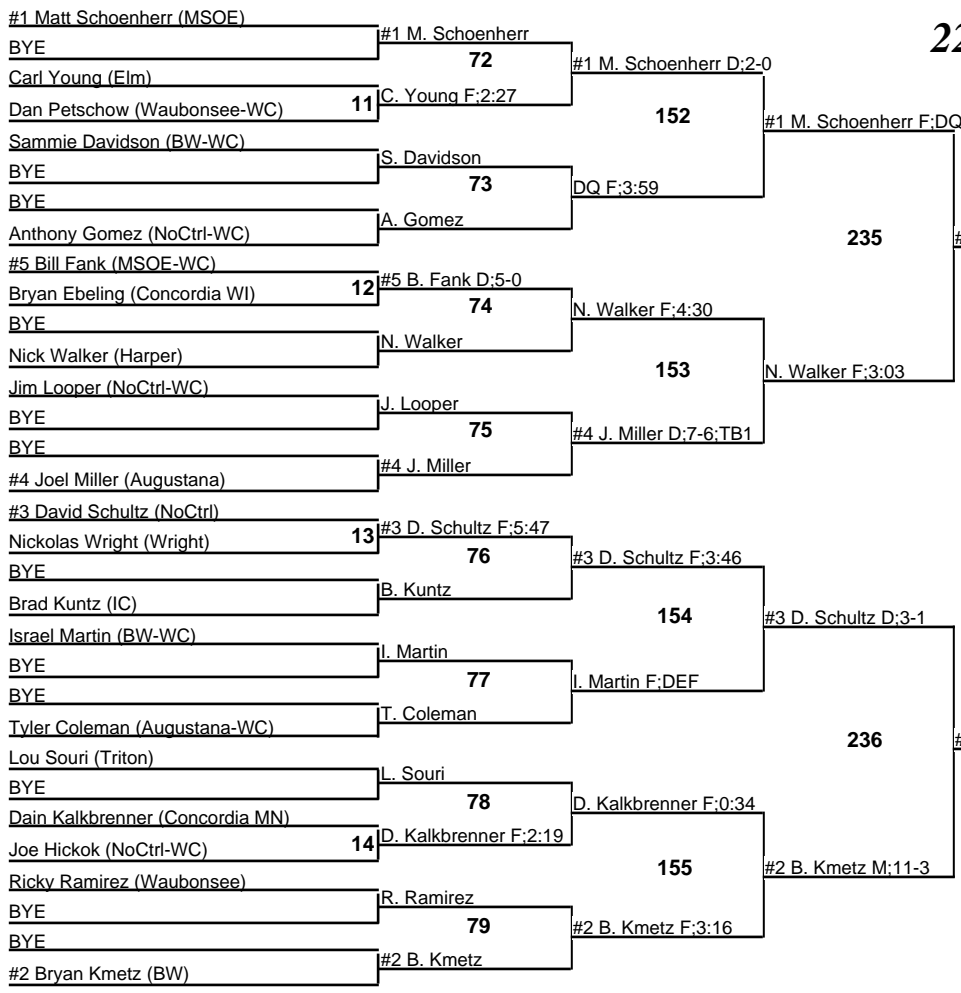 #1 Matt Schoenherr (MSOE)
BYE
Carl Young (Elm)
Dan Petschow (Waubonsee-WC)
Sammie Davidson (BW-WC)
BYE
BYE
Anthony Gomez (NoCtrl-WC)
#5 Bill Fank (MSOE-WC)
Bryan Ebeling (Concordia WI)
BYE
Nick Walker (Harper)
Jim Looper (NoCtrl-WC)
BYE
BYE
#4 Joel Miller (Augustana)
#3 David Schultz (NoCtrl)
Nickolas Wright (Wright)
BYE
Brad Kuntz (IC)
Israel Martin (BW-WC)
BYE
BYE
Tyler Coleman (Augustana-WC)
Lou Souri (Triton)
BYE
Dain Kalkbrenner (Concordia MN)
Joe Hickok (NoCtrl-WC)
Ricky Ramirez (Waubonsee)
BYE
BYE
#2 Bryan Kmetz (BW)
11
12
13
14
#1 M. Schoenherr
72
C. Young F;2:27
S. Davidson
73
A. Gomez
#5 B. Fank D;5-0
74
N. Walker
J. Looper
75
#4 J. Miller
#3 D. Schultz F;5:47
76
B. Kuntz
I. Martin
77
T. Coleman
L. Souri
78
D. Kalkbrenner F;2:19
R. Ramirez
79
#2 B. Kmetz
#1 M. Schoenherr D;2-0
152
DQ F;3:59
N. Walker F;4:30
153
#4 J. Miller D;7-6;TB1
#3 D. Schultz F;3:46
154
I. Martin F;DEF
D. Kalkbrenner F;0:34
155
#2 B. Kmetz F;3:16
#1 M. Schoenherr F;DQ
235
N. Walker F;3:03
#3 D. Schultz D;3-1
236
#2 B. Kmetz M;11-3
22
#
#